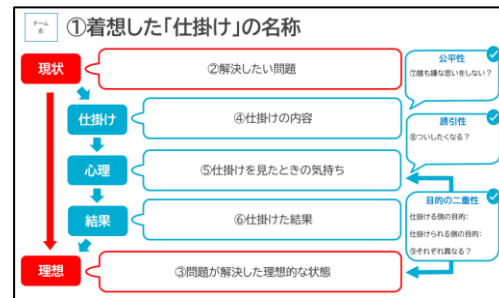 チーム
名
①着想した「仕掛け」の名称
現状
②解決したい問題
公平性
⑦誰も嫌な思いをしない？
仕掛け
④仕掛けの内容
誘引性
⑧ついしたくなる？
心理
⑤仕掛けを見たときの気持ち
目的の二重性
仕掛ける側の目的:
仕掛けられる側の目的:
⑨それぞれ異なる？
結果
⑥仕掛けた結果
理想
③問題が解決した理想的な状態